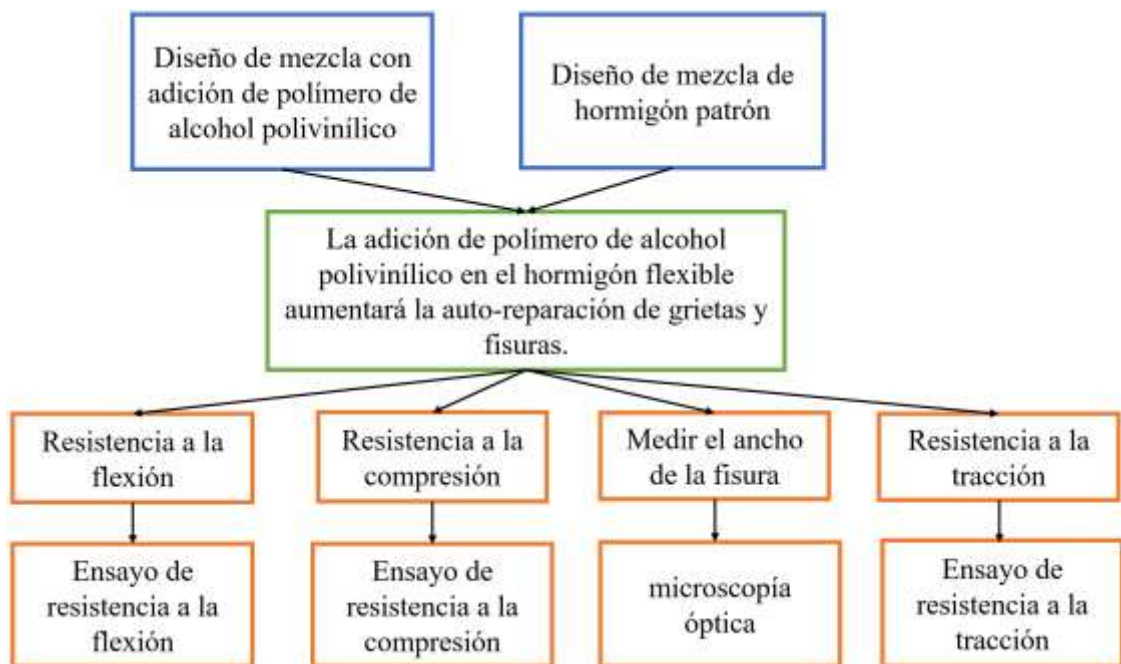 Diseño de mezcla con
adición de polímero de
alcohol polivinílico
Diseño de mezcla de
hormigón patrón
La adición de polímero de alcohol
polivinílico en el hormigón flexible
aumentará la auto-reparación de grietas y
fisuras.
Resistencia a la
flexión
Resistencia a la
compresión
Medir el ancho
de la fisura
Resistencia a la
tracción
Ensayo de
resistencia a la
flexión
Ensayo de
resistencia a la
compresión
microscopía
óptica
Ensayo de
resistencia a la
tracción